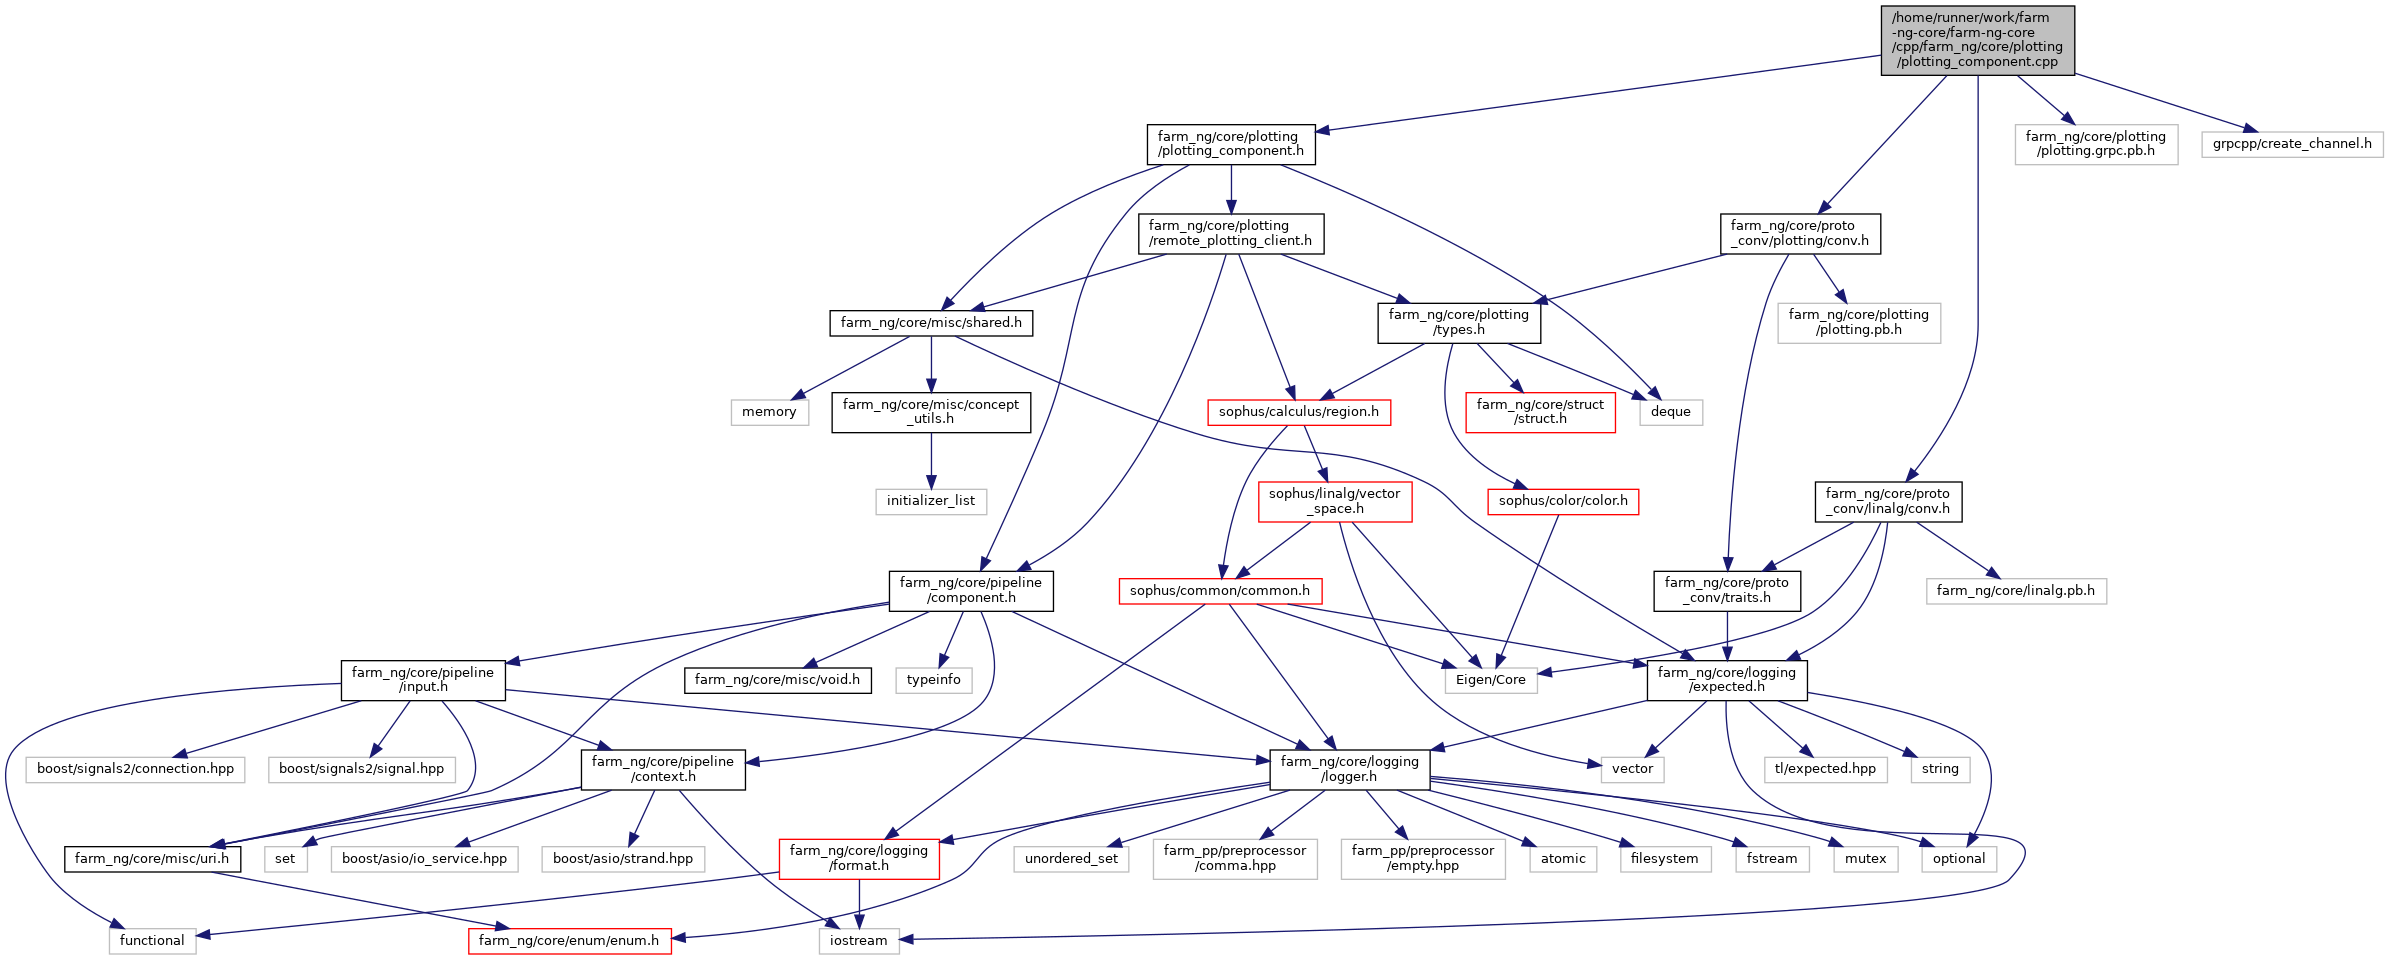 /home/runner/work/farm
-ng-core/farm-ng-core
/cpp/farm_ng/core/plotting
/plotting_component.cpp
farm_ng/core/plotting
/plotting_component.h
farm_ng/core/plotting
/plotting.grpc.pb.h
grpcpp/create_channel.h
farm_ng/core/plotting
/remote_plotting_client.h
farm_ng/core/proto
_conv/plotting/conv.h
farm_ng/core/misc/shared.h
farm_ng/core/plotting
/types.h
farm_ng/core/plotting
/plotting.pb.h
memory
farm_ng/core/misc/concept
_utils.h
sophus/calculus/region.h
farm_ng/core/struct
/struct.h
deque
initializer_list
sophus/linalg/vector
_space.h
sophus/color/color.h
farm_ng/core/proto
_conv/linalg/conv.h
farm_ng/core/pipeline
/component.h
sophus/common/common.h
farm_ng/core/proto
_conv/traits.h
farm_ng/core/linalg.pb.h
farm_ng/core/pipeline
/input.h
farm_ng/core/misc/void.h
typeinfo
Eigen/Core
farm_ng/core/logging
/expected.h
boost/signals2/connection.hpp
boost/signals2/signal.hpp
farm_ng/core/pipeline
/context.h
farm_ng/core/logging
/logger.h
vector
tl/expected.hpp
string
farm_ng/core/misc/uri.h
set
boost/asio/io_service.hpp
boost/asio/strand.hpp
farm_ng/core/logging
/format.h
unordered_set
farm_pp/preprocessor
/comma.hpp
farm_pp/preprocessor
/empty.hpp
atomic
filesystem
fstream
mutex
optional
functional
farm_ng/core/enum/enum.h
iostream